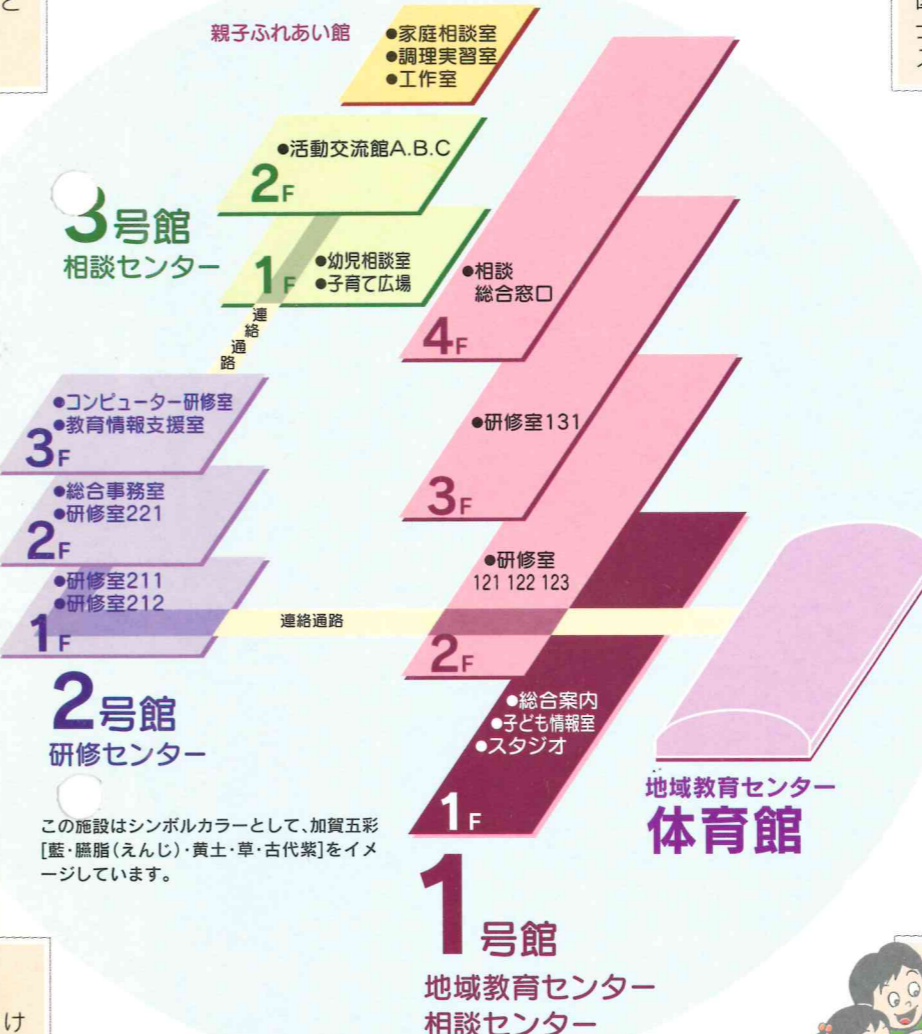 と
親子ふれあい館
●家庭相談室
●調理実習室
●工作室
●活動交流館A.B.C
2F
3号館
相談センター
●幼児相談室
●子育て広場
1F
連絡通路
●相談
総合窓口
4F
●コンピューター研修室
●教育情報支援室
3F
●研修室131
3F
●総合事務室
●研修室221
2F
●研修室
121 122 123
2F
●研修室211
●研修室212
1F
連絡通路
2号館
研修センター
●総合案内
●子ども情報室
●スタジオ
1F
地域教育センター
体育館
この施設はシンボルカラーとして、加賀五彩
[藍・臙脂(えんじ)・黄土・草・古代紫]をイメ
ージしています。
1号館
地域教育センター
相談センター
け